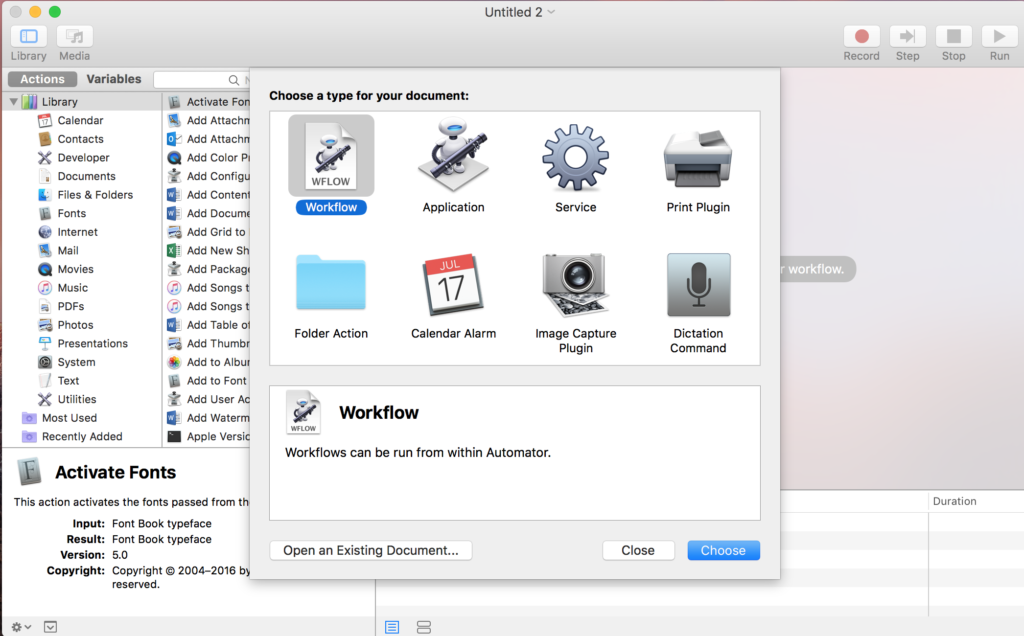 Untitled 2
Library
Media
Record
Step
Stop
Run
Actions
Variables
Library
Calendar
Contacts
Developer
Documents
Files & Folders
Fonts
Internet
Mail
Movies
Music
PDFs
Photos
Presentations
System
Text
Utilities
Most Used
Recently Added
Activate Fon
Add Attachm
Add Attachm
Add Color Pr
Add Configu
Add Content
Add Docume
Add Grid to
Add New Sh
Add Package
Add Songs t
Add Songs t
Add Table of
Add Thumbn
Add to Albun
Add to Font
Add User Ac
Add Waterm
Apple Versio
Choose a type for your document:
WFLOW
Workflow
Application
Service
Print Plugin
JUL
17
Folder Action
Calendar Alarm
Image Capture
Plugin
Dictation
Command
r workflow.
WFLOW
Workflow
Workflows can be run from within Automator.
Open an Existing Document...
Close
Choose
Activate Fonts
This action activates the fonts passed from the
Input: Font Book typeface
Result: Font Book typeface
Version: 5.0
Copyright: Copyright © 2004–2016 by
reserved.
Duration